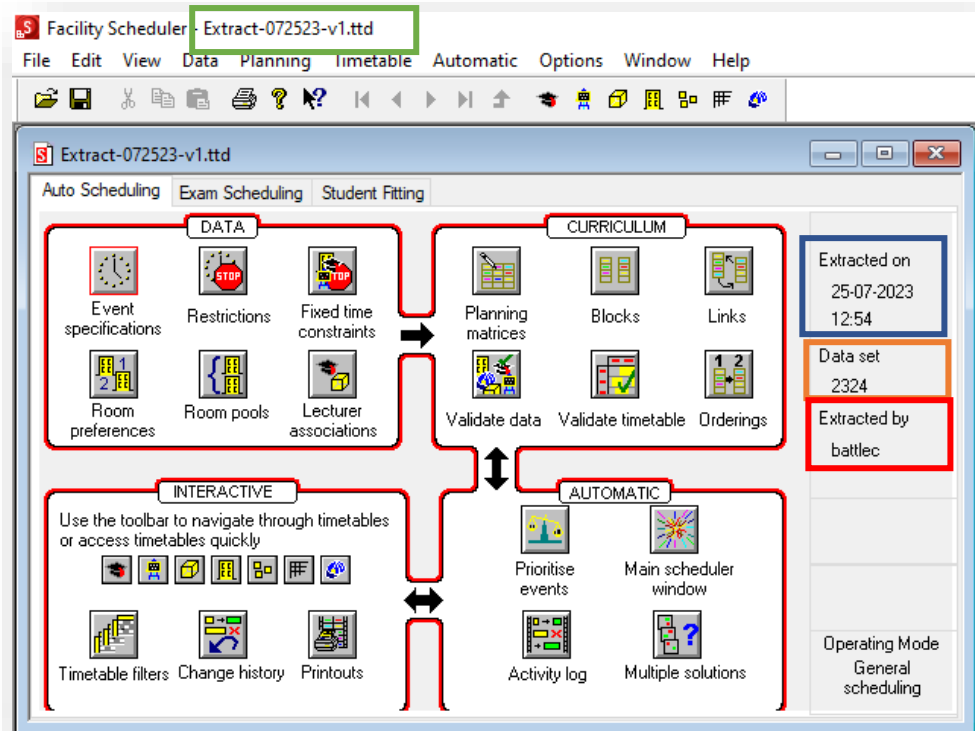 Facility Scheduler - Extract-072523-v1.ttd
File Edit View Data Planning Timetable Automatic Options Window Help
Extract-072523-v1.ttd
Auto Scheduling Exam Scheduling Student Fitting
DATA
Event
specifications
Restrictions
Fixed time
constraints
Room
preferences
Room pools
Lecturer
associations
CURRICULUM
Planning
matrices
Blocks
Links
Validate data
Validate timetable
Orderings
INTERACTIVE
Use the toolbar to navigate through timetables
or access timetables quickly
Timetable filters
Change history
Printouts
AUTOMATIC
Prioritise
events
Main scheduler
window
Activity log
Multiple solutions
Extracted on
25-07-2023
12:54
Data set
2324
Extracted by
battlec
Operating Mode
General
scheduling